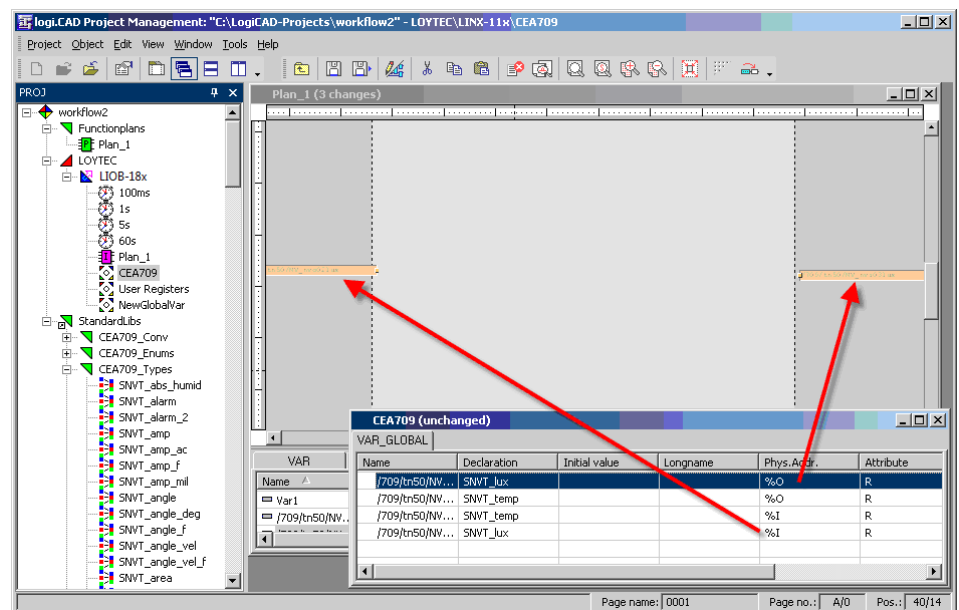 logi.CAD Project Management: "C:\LogiCAD-Projects\workflow2" - LOYTEC\LINX-11x\CEA709
Project Object Edit View Window Tools Help
PROJ
Plan_1 (3 changes)
workflow2
Functionplans
Plan_1
LOYTEC
LIOB-18x
100ms
1s
5s
60s
Plan_1
CEA709
User Registers
NewGlobalVar
StandardLibs
CEA709_Conv
CEA709_Enums
CEA709_Types
SNVT_abs_humid
SNVT_alarm
SNVT_alarm_2
SNVT_amp
SNVT_amp_ac
SNVT_amp_f
SNVT_amp_mil
SNVT_angle
SNVT_angle_deg
SNVT_angle_f
SNVT_angle_vel
SNVT_angle_vel_f
SNVT_area
VAR
Name
Var1
/709/tn50/NV..
CEA709 (unchanged)
VAR_GLOBAL
Name Declaration Initial value Longname Phys.Addr. Attribute
/709/tn50/NV... SNVT_lux %O R
/709/tn50/NV... SNVT_temp %O R
/709/tn50/NV... SNVT_temp %I R
/709/tn50/NV... SNVT_lux %I R
Page name: 0001 Page no.: A/0 Pos.: 40/14